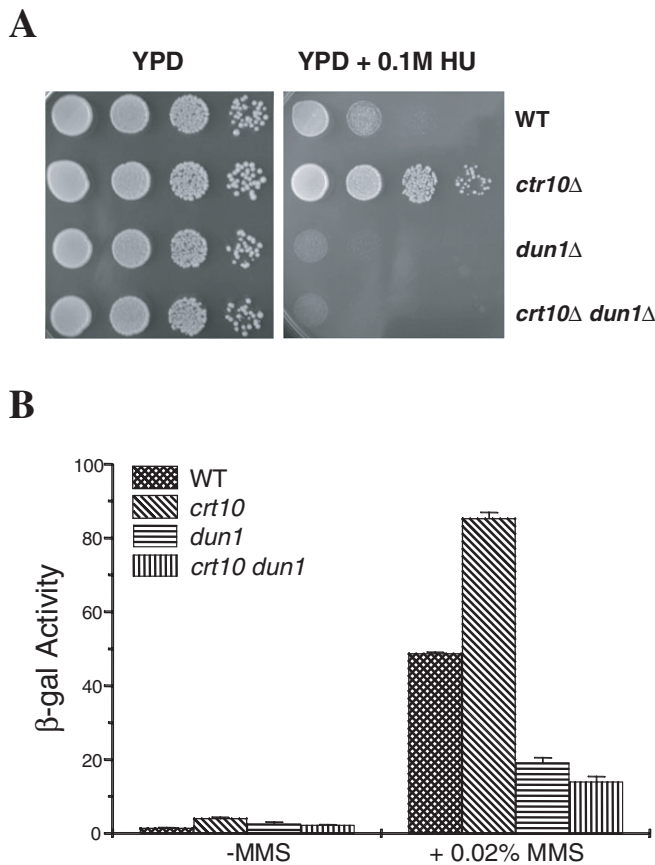 A
YPD
YPD + 0.1M HU
WT
ctr10Δ
dun1Δ
crt10Δ dun1Δ
B
100
80
60
40
20
0
β-gal Activity
WT
crt10
dun1
crt10 dun1
-MMS
+ 0.02% MMS